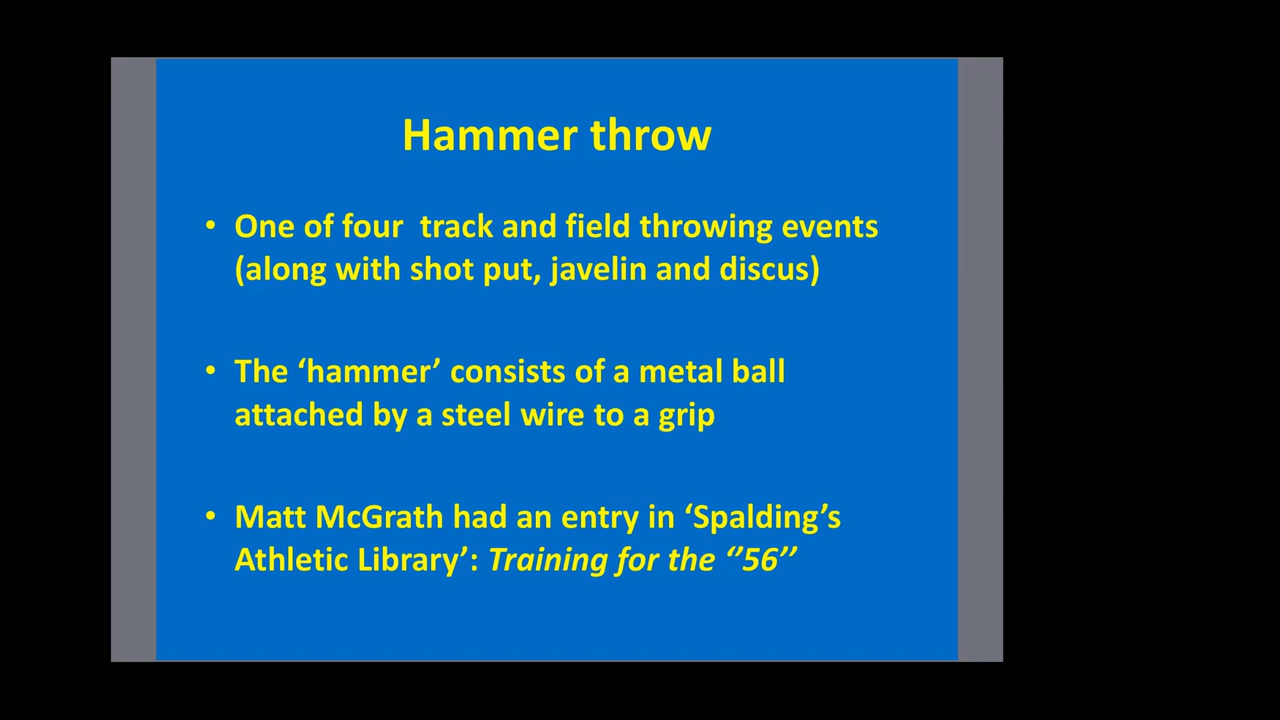 Hammer throw
• One of four  track and field throwing events
(along with shot put, javelin and discus)
• The ‘hammer’ consists of a metal ball
attached by a steel wire to a grip
• Matt McGrath had an entry in ‘Spalding’s
Athletic Library’: Training for the ‘’56’’